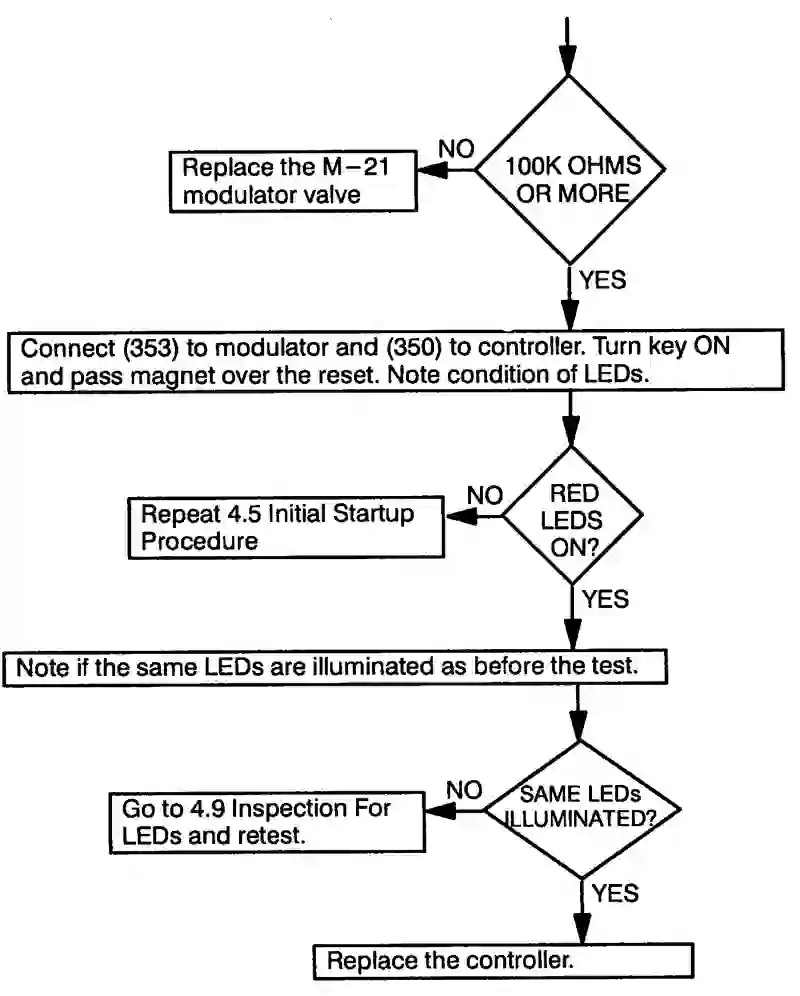 100K OHMS
OR MORE
NO
Replace the M-21
modulator valve
YES
Connect (353) to modulator and (350) to controller. Turn key ON
and pass magnet over the reset. Note condition of LEDs.
RED
LEDS
ON?
NO
Repeat 4.5 Initial Startup
Procedure
YES
Note if the same LEDs are illuminated as before the test.
SAME LEDs
ILLUMINATED?
NO
Go to 4.9 Inspection For
LEDs and retest.
YES
Replace the controller.